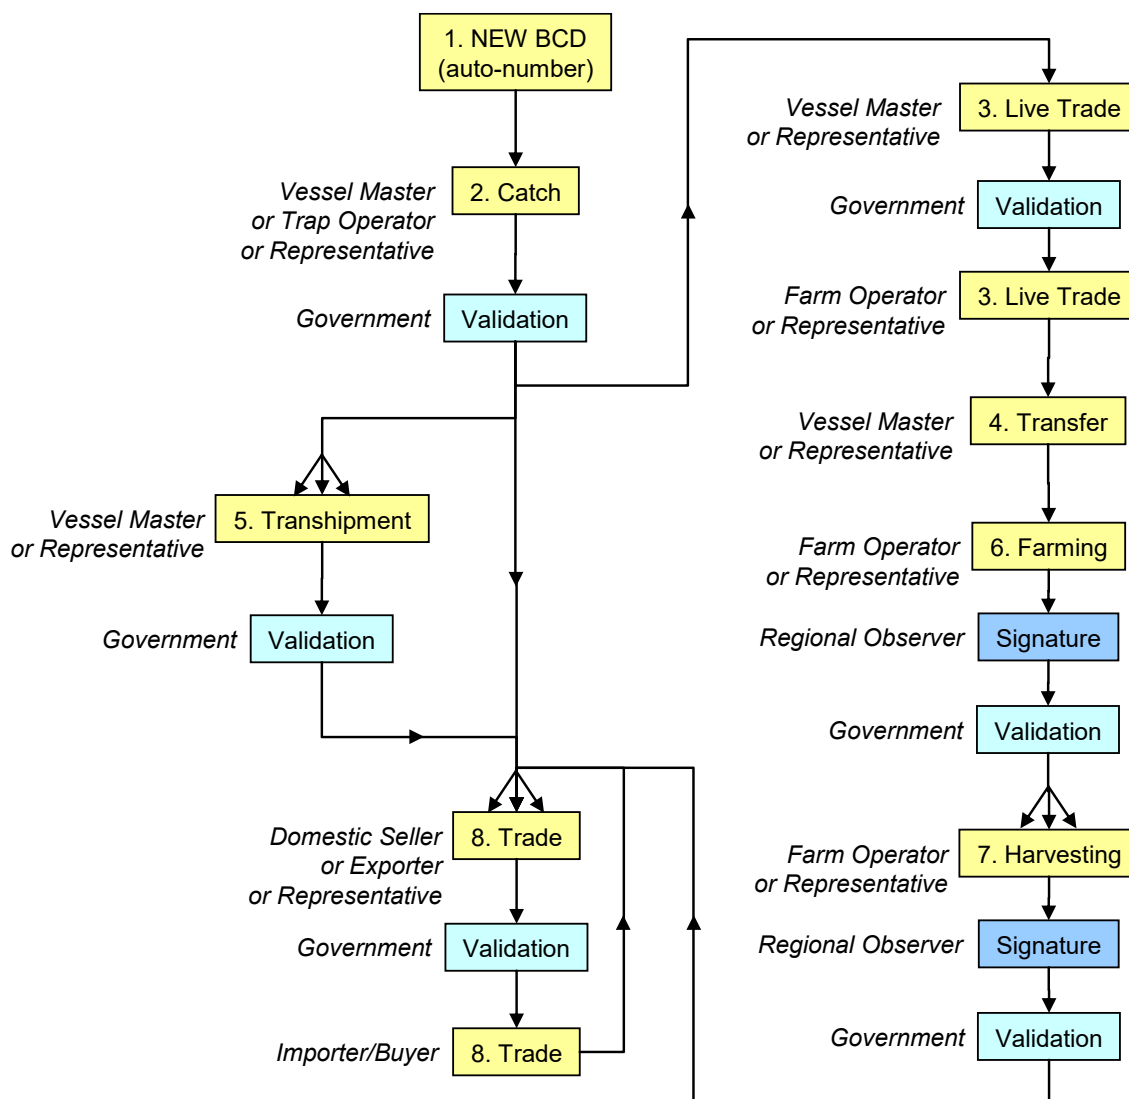 1. NEW BCD
(auto-number)
Vessel Master
or Trap Operator
or Representative
2. Catch
Government
Validation
Vessel Master
or Representative
5. Transhipment
Government
Validation
Domestic Seller
or Exporter
or Representative
8. Trade
Government
Validation
Importer/Buyer
8. Trade
Vessel Master
or Representative
3. Live Trade
Government
Validation
Farm Operator
or Representative
3. Live Trade
Vessel Master
or Representative
4. Transfer
Farm Operator
or Representative
6. Farming
Regional Observer
Signature
Government
Validation
Farm Operator
or Representative
7. Harvesting
Regional Observer
Signature
Government
Validation